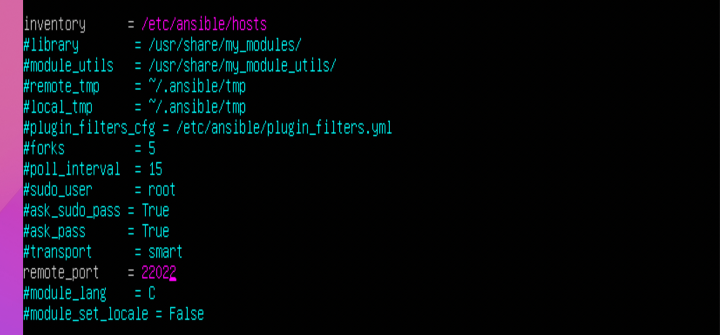 inventory = /etc/ansible/hosts
#library = /usr/share/my_modules/
#module_utils = /usr/share/my_module_utils/
#remote_tmp = ~/.ansible/tmp
#local_tmp = ~/.ansible/tmp
#plugin_filters_cfg = /etc/ansible/plugin_filters.yml
#forks = 5
#poll_interval = 15
#sudo_user = root
#ask_sudo_pass = True
#ask_pass = True
#transport = smart
remote_port = 22022
#module_lang = C
#module_set_locale = False